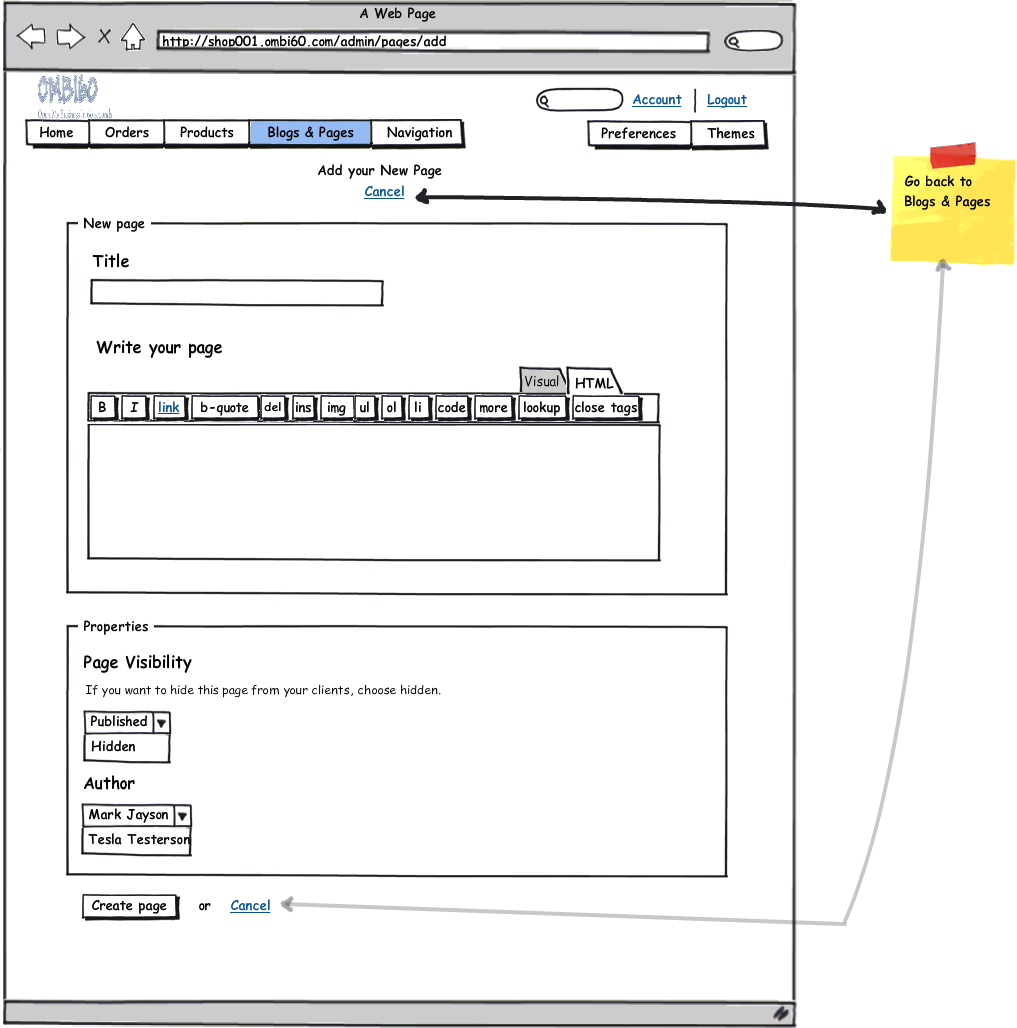 A Web Page
http://shop001.ombi60.com/admin/pages/add
OMBI60
Account
Logout
Home
Orders
Products
Blogs & Pages
Navigation
Preferences
Themes
Add your New Page
Cancel
Go back to
Blogs & Pages
New page
Title
Write your page
Visual
HTML
B
I
link
b-quote
del
ins
img
ul
ol
li
code
more
lookup
close tags
Properties
Page Visibility
If you want to hide this page from your clients, choose hidden.
Published
Hidden
Author
Mark Jayson
Tesla Testerson
Create page
or
Cancel